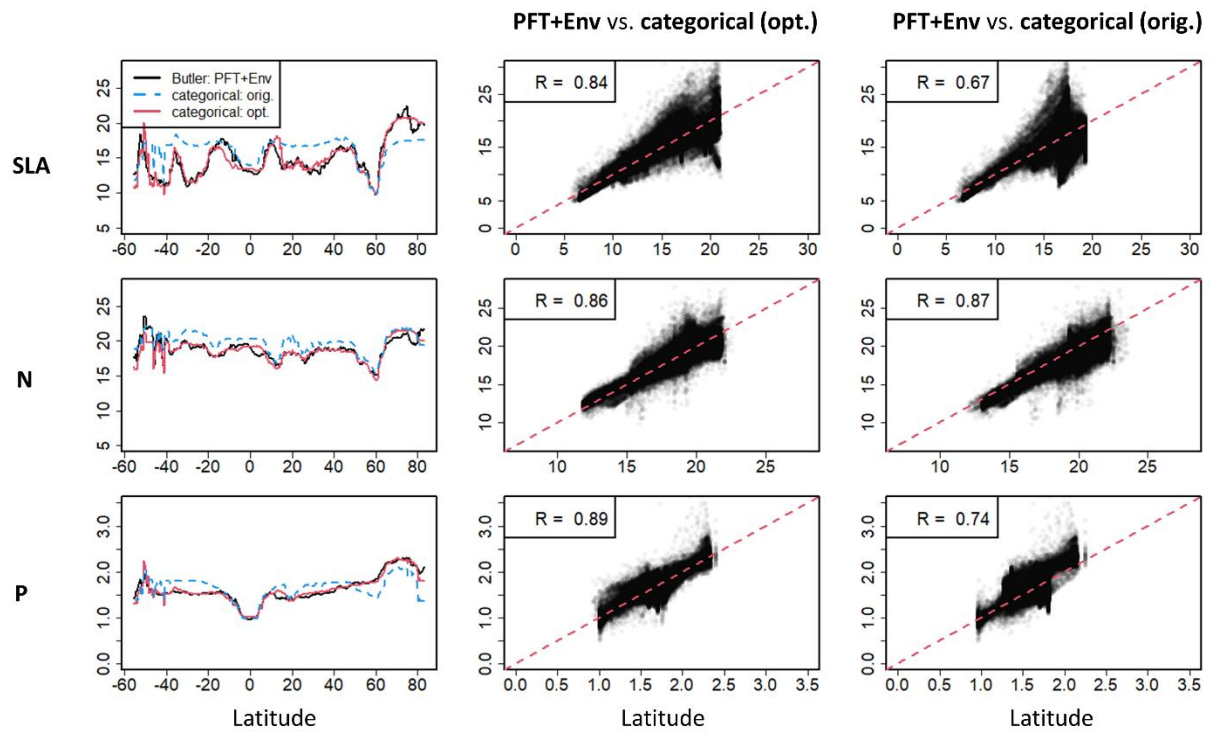 PFT+Env vs. categorical (opt.)
PFT+Env vs. categorical (orig.)
SLA
5 10 15 20 25
Butler: PFT+Env
categorical: orig.
categorical: opt.
-60 -40 -20 0 20 40 60 80
0 5 15 25
R = 0.84
0 5 10 15 20 25 30
0 5 15 25
R = 0.67
0 5 10 15 20 25 30
N
5 10 15 20 25
-60 -40 -20 0 20 40 60 80
10 15 20 25
R = 0.86
10 15 20 25
10 15 20 25
R = 0.87
10 15 20 25
P
0.0 1.0 2.0 3.0
-60 -40 -20 0 20 40 60 80
Latitude
0.0 1.0 2.0 3.0
R = 0.89
0.0 0.5 1.0 1.5 2.0 2.5 3.0 3.5
Latitude
0.0 1.0 2.0 3.0
R = 0.74
0.0 0.5 1.0 1.5 2.0 2.5 3.0 3.5
Latitude